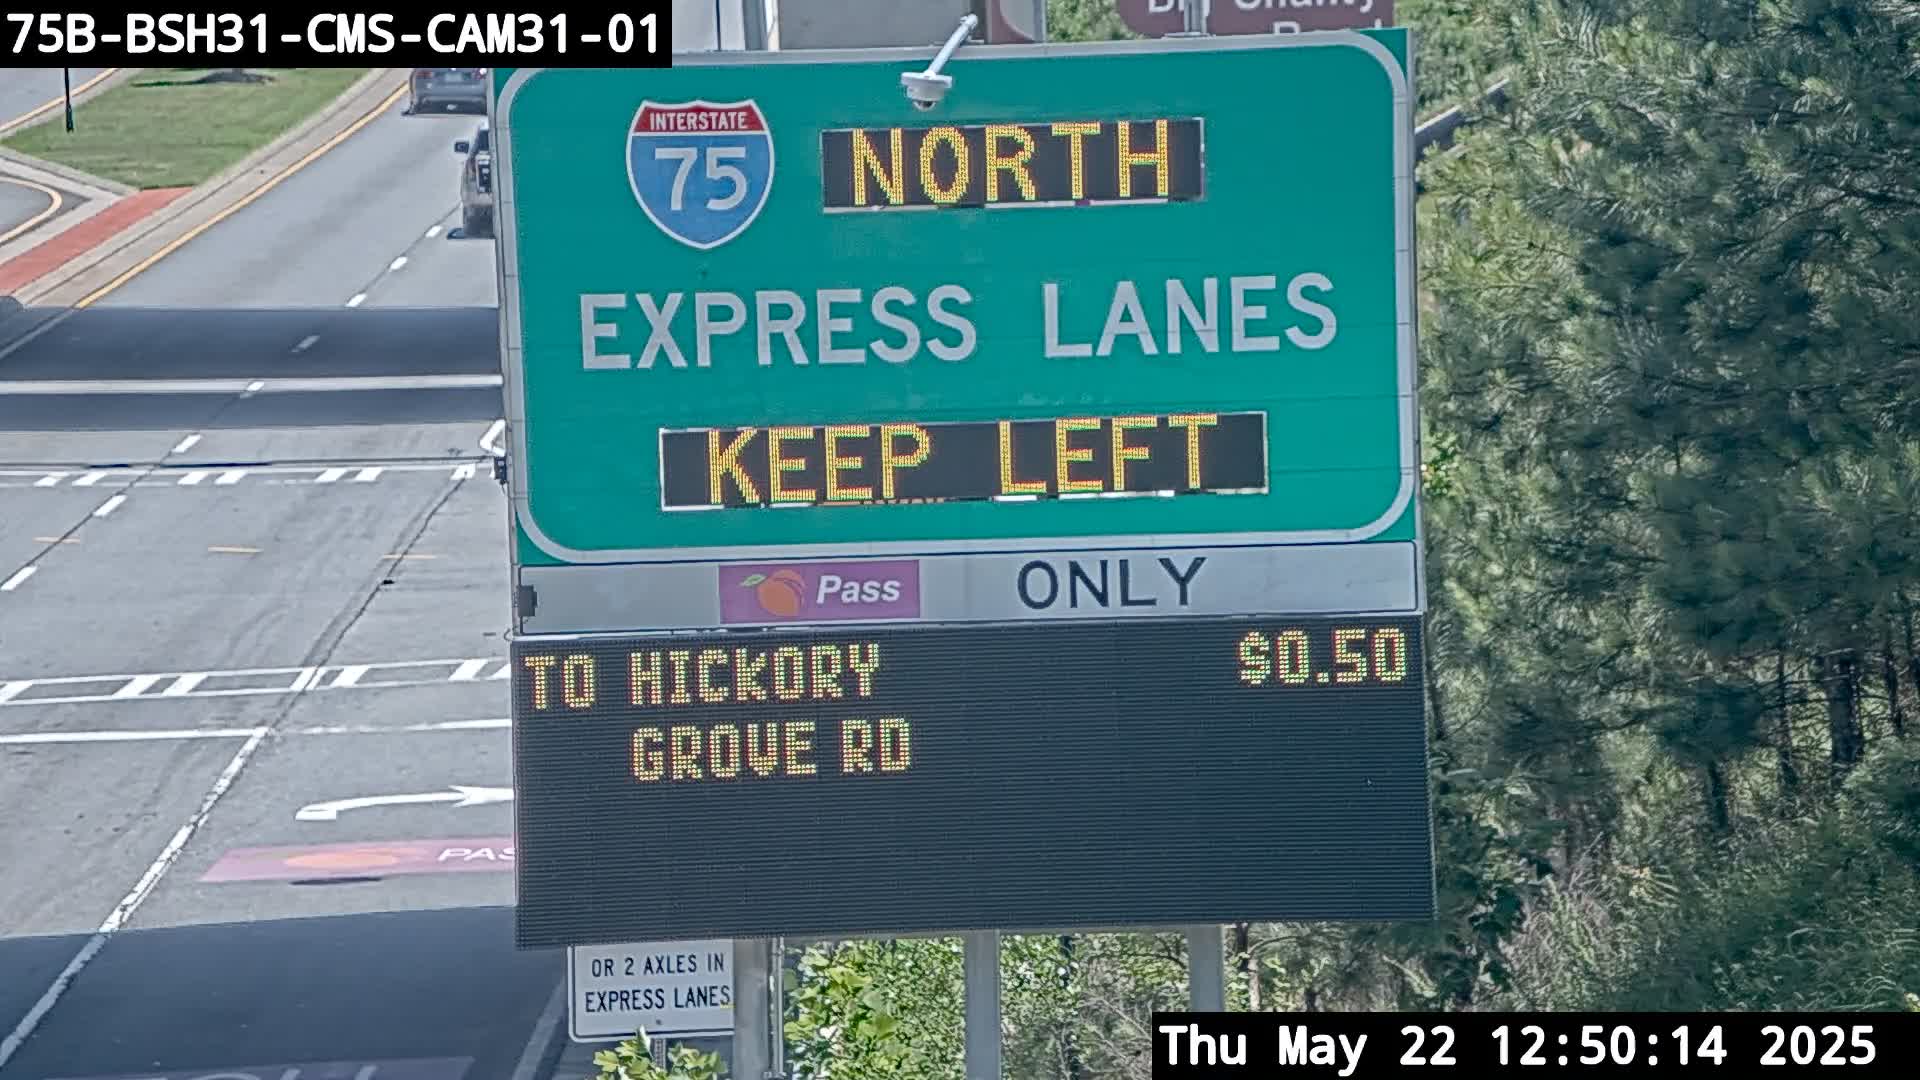 75B-BSH31-CMS-CAM31-01
INTERSTATE
75
NORTH
EXPRESS LANES
KEEP LEFT
Pass ONLY
TO HICKORY $0.50
GROVE RD
OR 2 AXLES IN
EXPRESS LANES
Thu May 22 12:50:14 2025